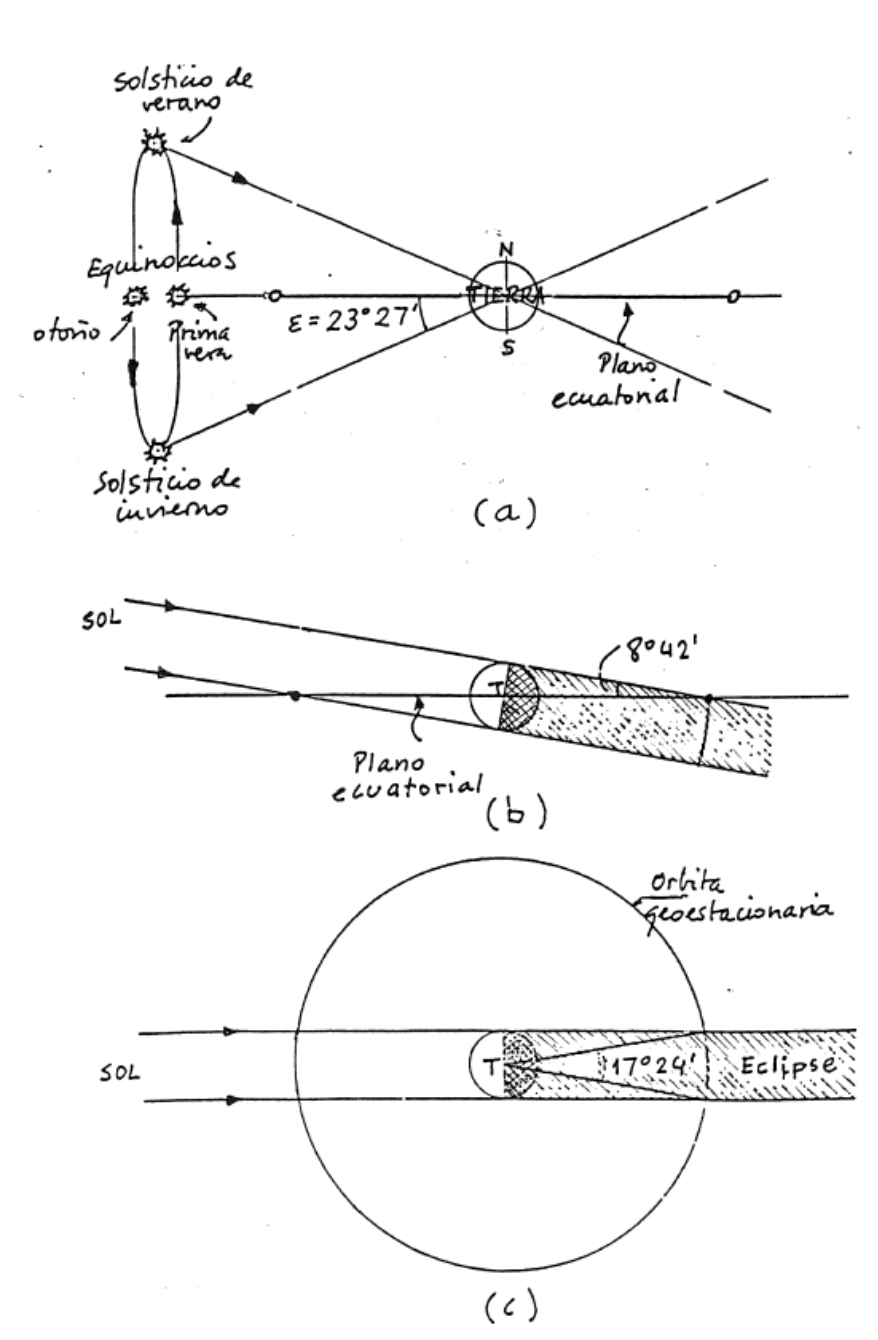 Solsticio de
verano
N
Equinoccios
TIERRA
otoño
Prima
vera
ε = 23°27'
S
Plano
ecuatorial
Solsticio de
invierno
(a)
SOL
8°42'
T
Plano
ecuatorial
(b)
Orbita
geoestacionaria
T
17°24'
Eclipse
SOL
(c)